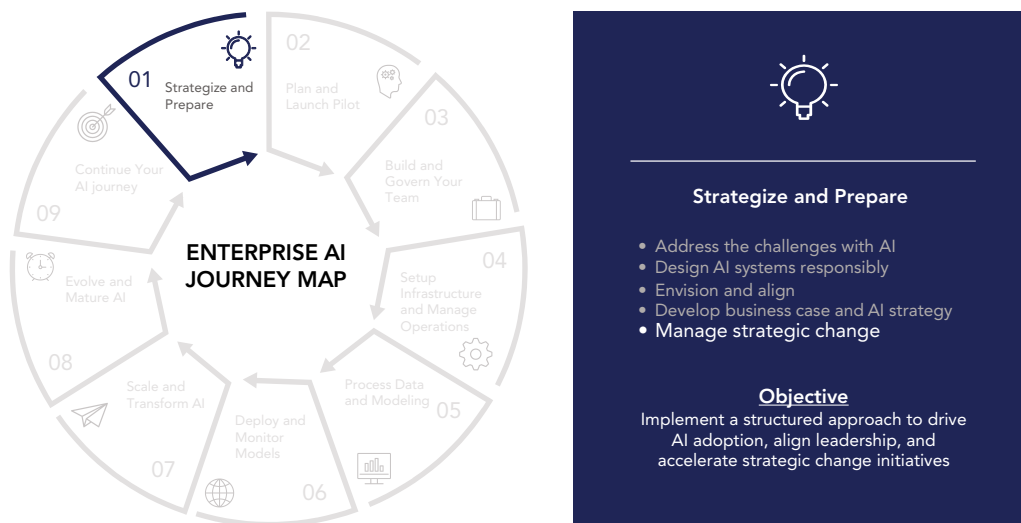 01
Strategize and
Prepare
02
Plan and
Launch Pilot
03
Build and
Govern Your
Team
04
Setup
Infrastructure
and Manage
Operations
Process Data
and Modeling
05
Deploy and
Monitor
Models
06
Scale and
Transform AI
07
Evolve and
Mature AI
08
Continue Your
AI journey
09
ENTERPRISE AI
JOURNEY MAP
Strategize and Prepare
• Address the challenges with AI
• Design AI systems responsibly
• Envision and align
• Develop business case and AI strategy
• Manage strategic change
Objective
Implement a structured approach to drive
AI adoption, align leadership, and
accelerate strategic change initiatives